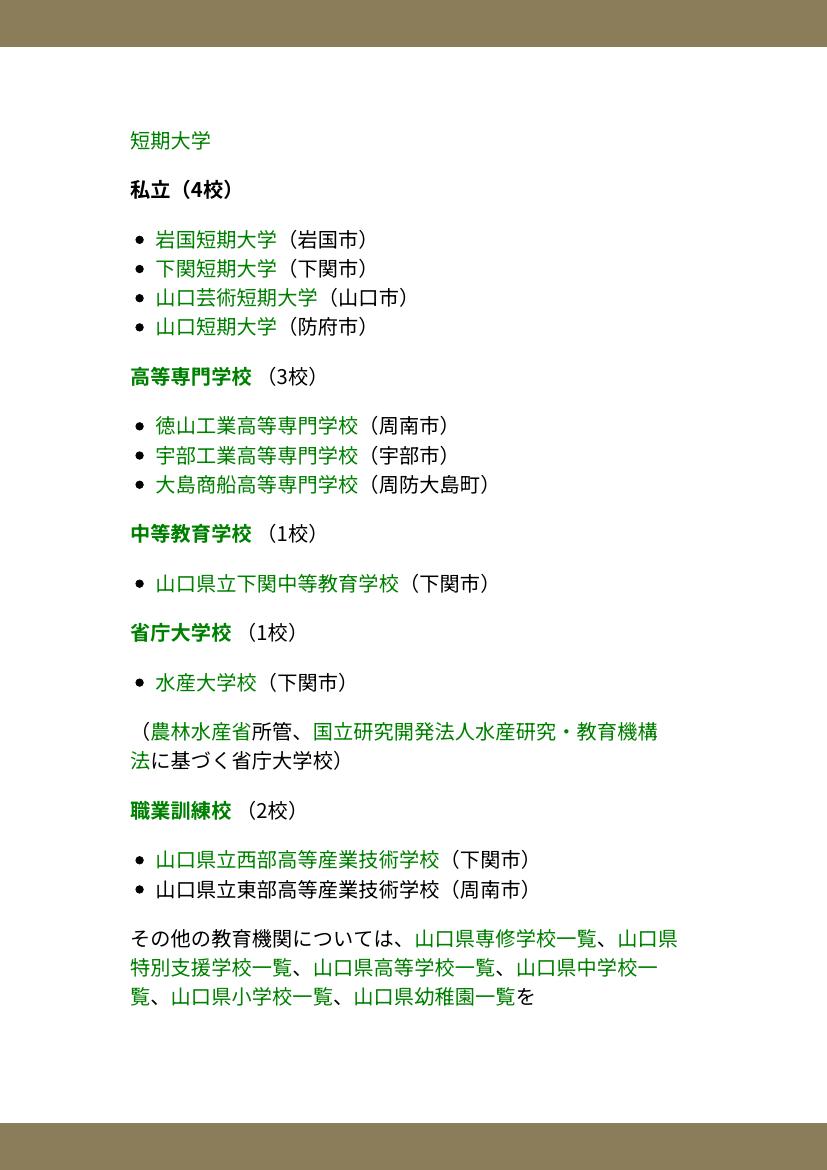 短期大学
私立（4校）
• 岩国短期大学（岩国市）
• 下関短期大学（下関市）
• 山口芸術短期大学（山口市）
• 山口短期大学（防府市）
高等専門学校 （3校）
• 徳山工業高等専門学校（周南市）
• 宇部工業高等専門学校（宇部市）
• 大島商船高等専門学校（周防大島町）
中等教育学校 （1校）
• 山口県立下関中等教育学校（下関市）
省庁大学校 （1校）
• 水産大学校（下関市）
（農林水産省所管、国立研究開発法人水産研究・教育機構
法に基づく省庁大学校）
職業訓練校 （2校）
• 山口県立西部高等産業技術学校（下関市）
• 山口県立東部高等産業技術学校（周南市）
その他の教育機関については、山口県専修学校一覧、山口県
特別支援学校一覧、山口県高等学校一覧、山口県中学校一
覧、山口県小学校一覧、山口県幼稚園一覧を